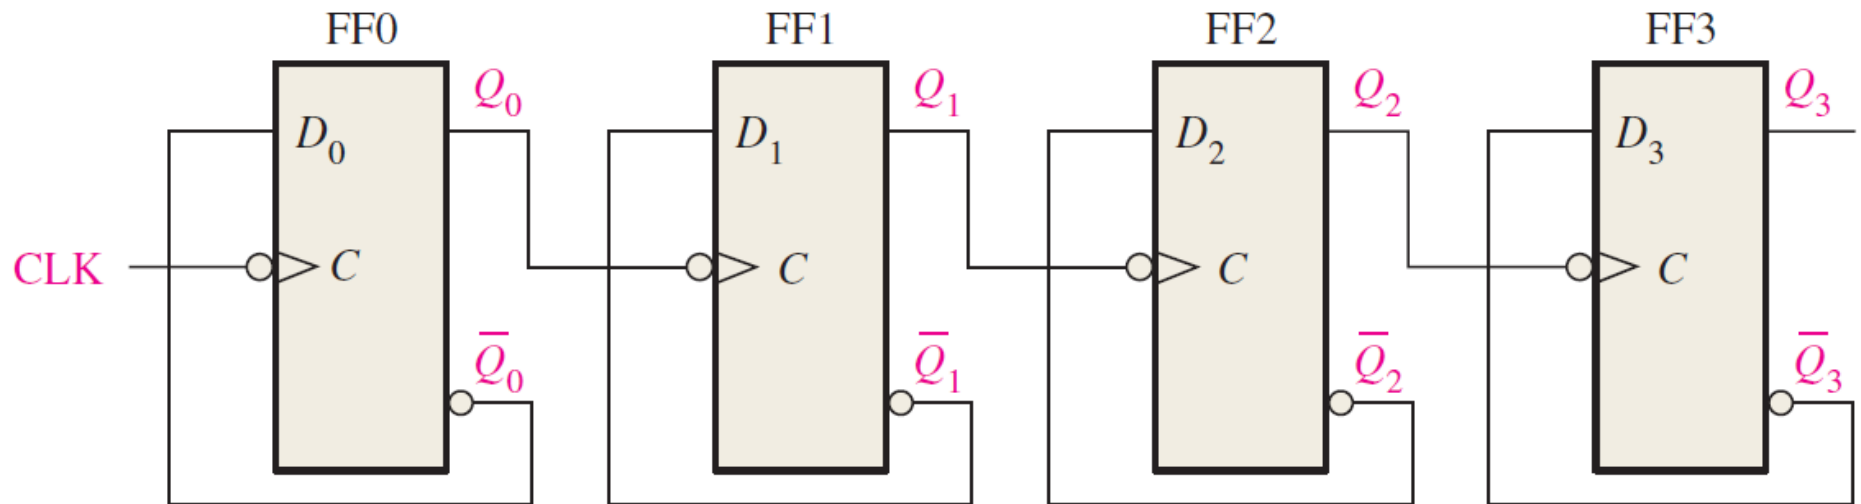 FF0 FF1 FF2 FF3
Q₀ Q₁ Q₂ Q₃
D₀ D₁ D₂ D₃
CLK C C C C
Q̅₀ Q̅₁ Q̅₂ Q̅₃